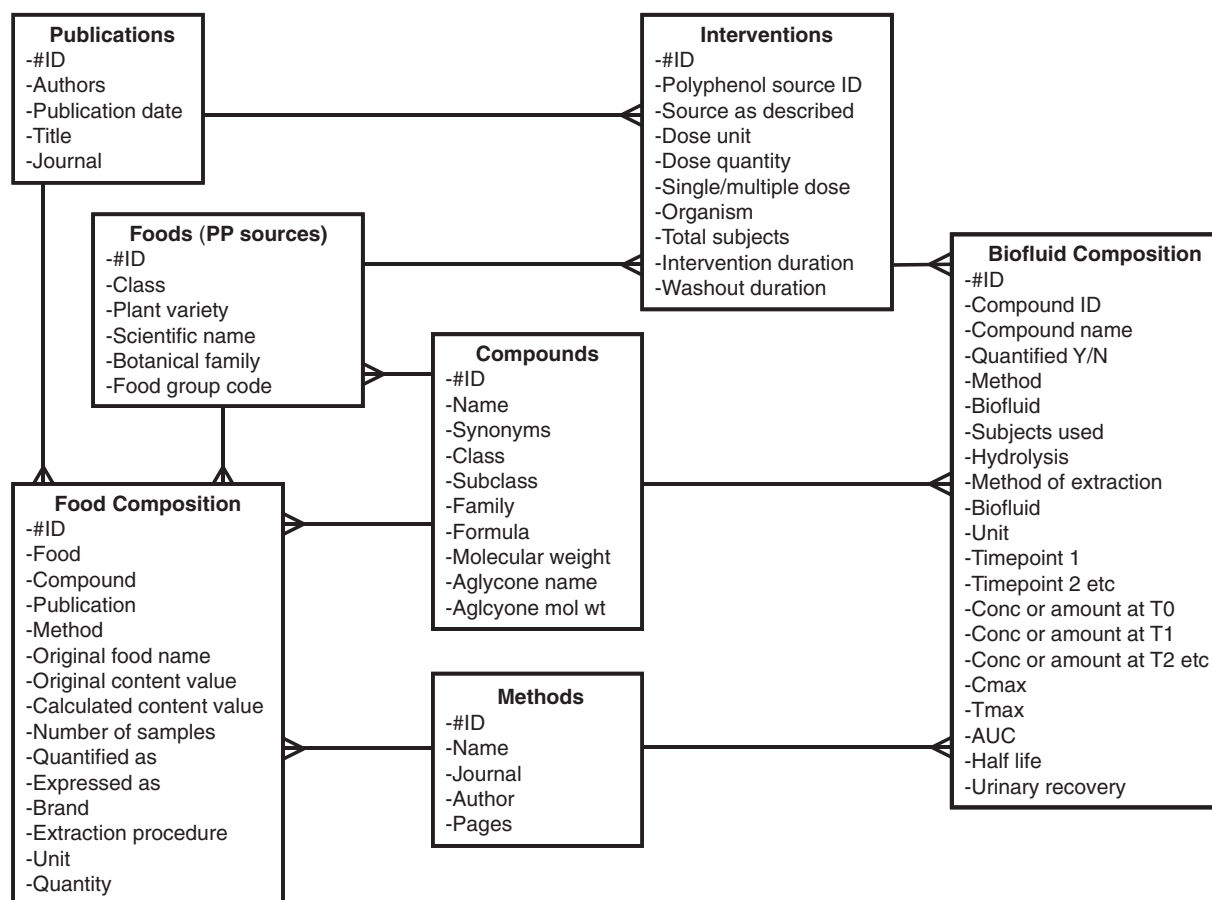 Publications
-#ID
-Authors
-Publication date
-Title
-Journal
Interventions
-#ID
-Polyphenol source ID
-Source as described
-Dose unit
-Dose quantity
-Single/multiple dose
-Organism
-Total subjects
-Intervention duration
-Washout duration
Foods (PP sources)
-#ID
-Class
-Plant variety
-Scientific name
-Botanical family
-Food group code
Biofluid Composition
-#ID
-Compound ID
-Compound name
-Quantified Y/N
-Method
-Biofluid
-Subjects used
-Hydrolysis
-Method of extraction
-Biofluid
-Unit
-Timepoint 1
-Timepoint 2 etc
-Conc or amount at T0
-Conc or amount at T1
-Conc or amount at T2 etc
-Cmax
-Tmax
-AUC
-Half life
-Urinary recovery
Compounds
-#ID
-Name
-Synonyms
-Class
-Subclass
-Family
-Formula
-Molecular weight
-Aglycone name
-Aglcyone mol wt
Food Composition
-#ID
-Food
-Compound
-Publication
-Method
-Original food name
-Original content value
-Calculated content value
-Number of samples
-Quantified as
-Expressed as
-Brand
-Extraction procedure
-Unit
-Quantity
Methods
-#ID
-Name
-Journal
-Author
-Pages